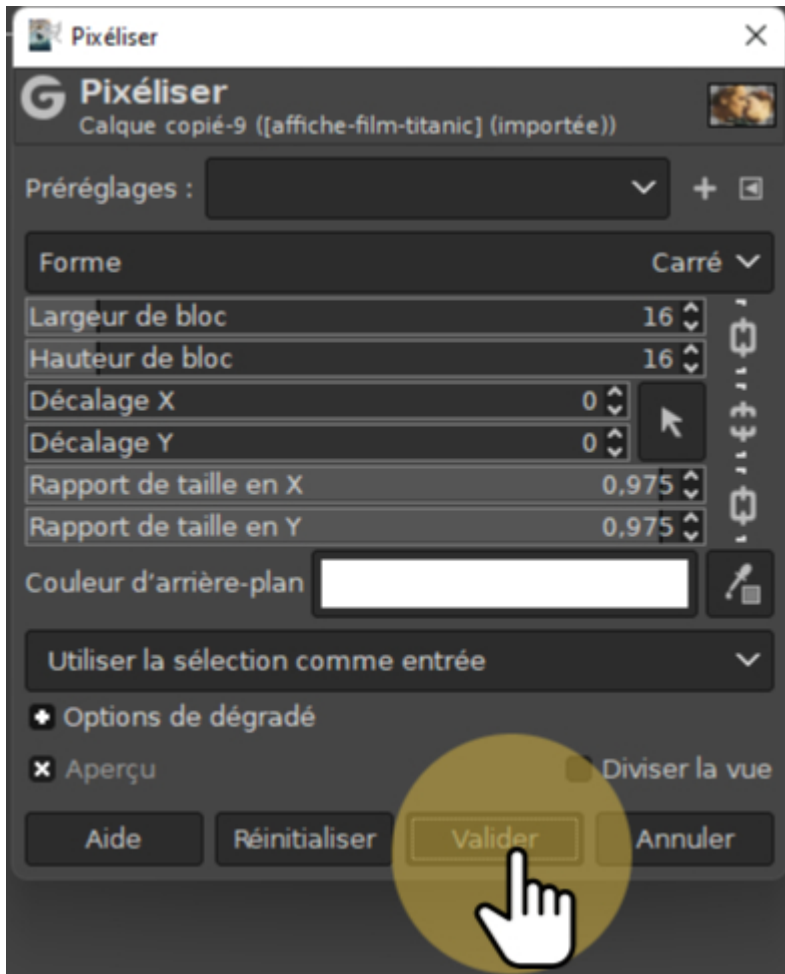 Pixéliser
Pixéliser
Calque copié-9 ([affiche-film-titanic] (importée))
Préréglages :
Forme Carré
Largeur de bloc 16
Hauteur de bloc 16
Décalage X 0
Décalage Y 0
Rapport de taille en X 0,975
Rapport de taille en Y 0,975
Couleur d’arrière-plan
Utiliser la sélection comme entrée
Options de dégradé
Aperçu Diviser la vue
Aide Réinitialiser Valider Annuler